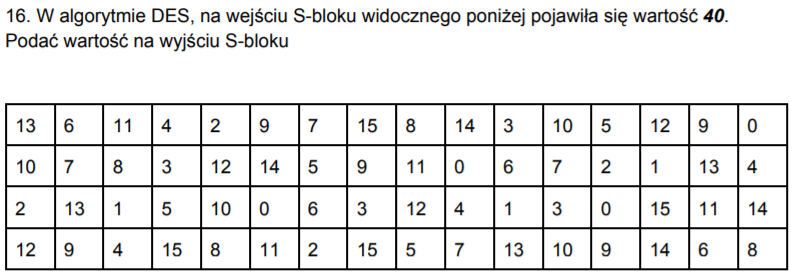 16. W algorytmie DES, na wejściu S-bloku widocznego poniżej pojawiła się wartość 40.
Podać wartość na wyjściu S-bloku
13 6 11 4 2 9 7 15 8 14 3 10 5 12 9 0
10 7 8 3 12 14 5 9 11 0 6 7 2 1 13 4
2 13 1 5 10 0 6 3 12 4 1 3 0 15 11 14
12 9 4 15 8 11 2 15 5 7 13 10 9 14 6 8